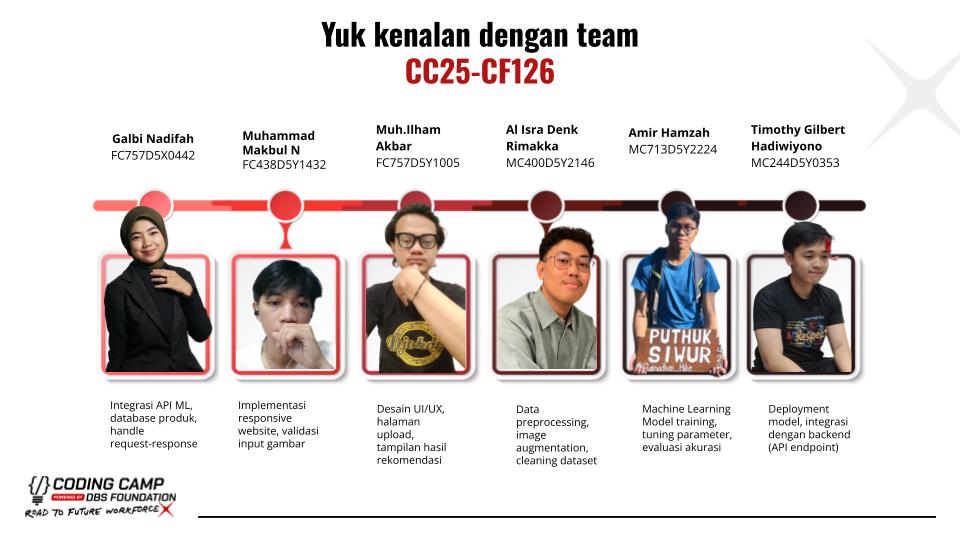 Yuk kenalan dengan team
CC25-CF126
Galbi Nadifah
FC757D5X0442
Muhammad
Makbul N
FC438D5Y1432
Muh.Ilham
Akbar
FC757D5Y1005
Al Isra Denk
Rimakka
MC400D5Y2146
Amir Hamzah
MC713D5Y2224
Timothy Gilbert
Hadiwiyono
MC244D5Y0353
PUTHUK
SIWUR
Integrasi API ML,
database produk,
handle
request-response
Implementasi
responsive
website, validasi
input gambar
Desain UI/UX,
halaman
upload,
tampilan hasil
rekomendasi
Data
preprocessing,
image
augmentation,
cleaning dataset
Machine Learning
Model training,
tuning parameter,
evaluasi akurasi
Deployment
model, integrasi
dengan backend
(API endpoint)
{/} CODING CAMP
POWERED BY DBS FOUNDATION
ROAD TO FUTURE WORKFORCE X